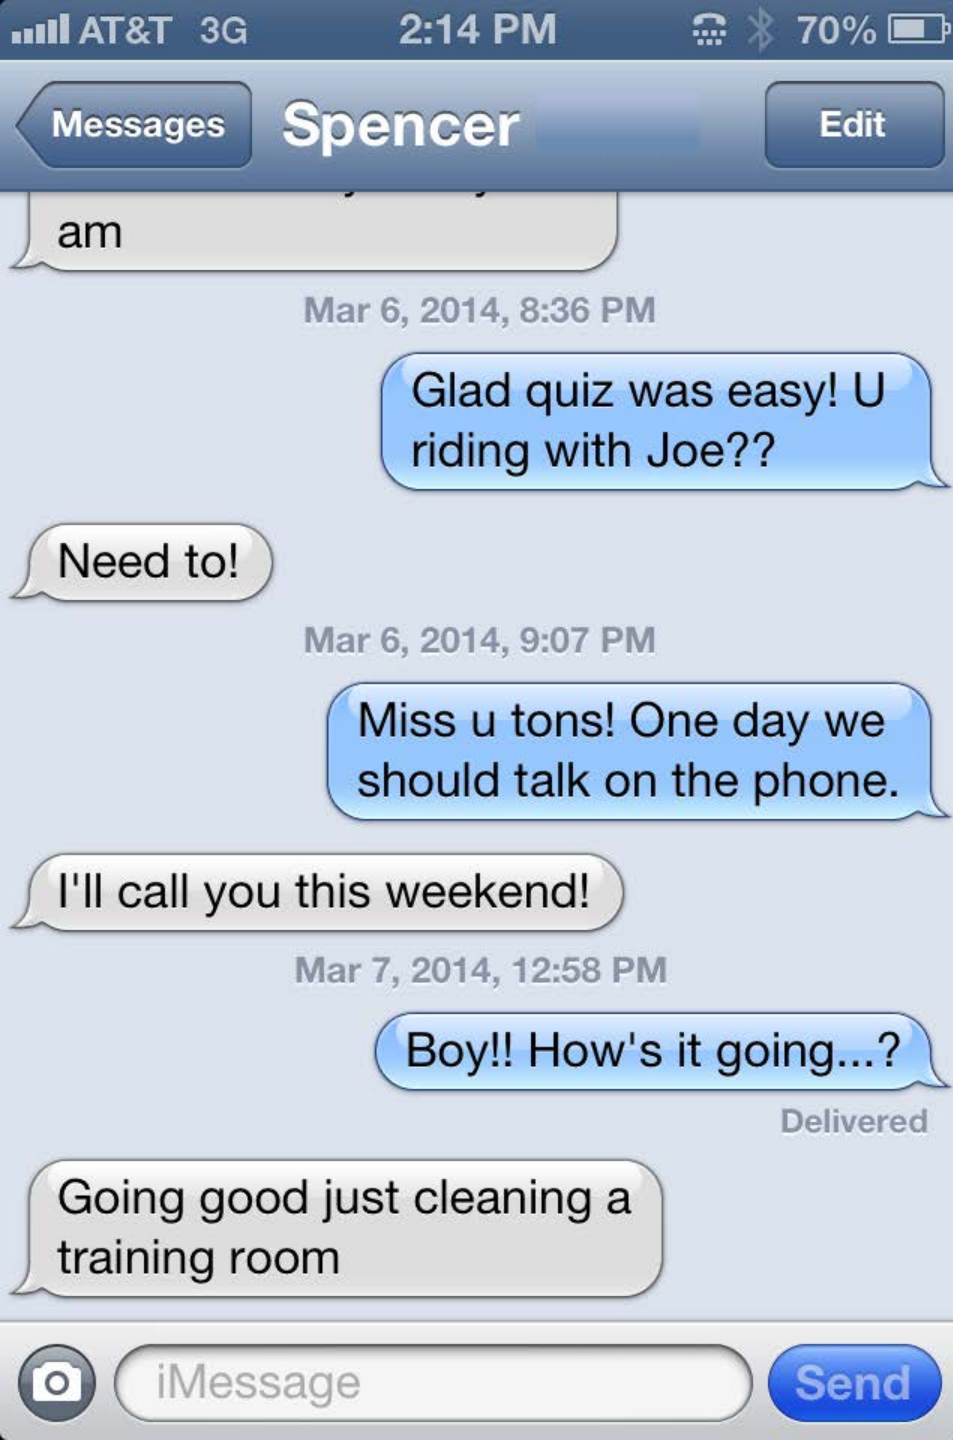 AT&T 3G 2:14 PM 70%
Messages Spencer Edit
am
Mar 6, 2014, 8:36 PM
Glad quiz was easy! U
riding with Joe??
Need to!
Mar 6, 2014, 9:07 PM
Miss u tons! One day we
should talk on the phone.
I'll call you this weekend!
Mar 7, 2014, 12:58 PM
Boy!! How's it going...?
Delivered
Going good just cleaning a
training room
iMessage Send